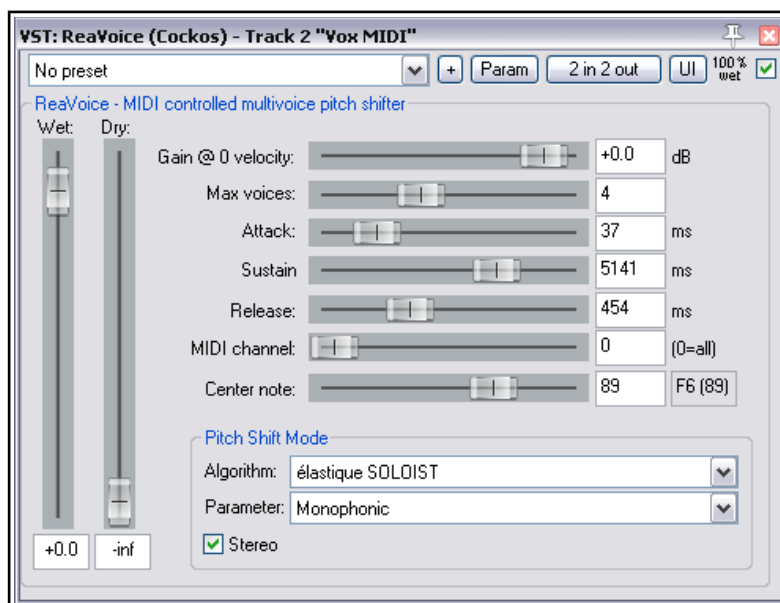 VST: ReaVoice (Cockos) - Track 2 "Vox MIDI"
No preset + Param 2 in 2 out UI 100% wet
ReaVoice - MIDI controlled multivoice pitch shifter
Wet: Dry:
Gain @ 0 velocity: +0.0 dB
Max voices: 4
Attack: 37 ms
Sustain 5141 ms
Release: 454 ms
MIDI channel: 0 (0=all)
Center note: 89 F6 (89)
Pitch Shift Mode
Algorithm: élastique SOLOIST
Parameter: Monophonic
Stereo
+0.0 -inf